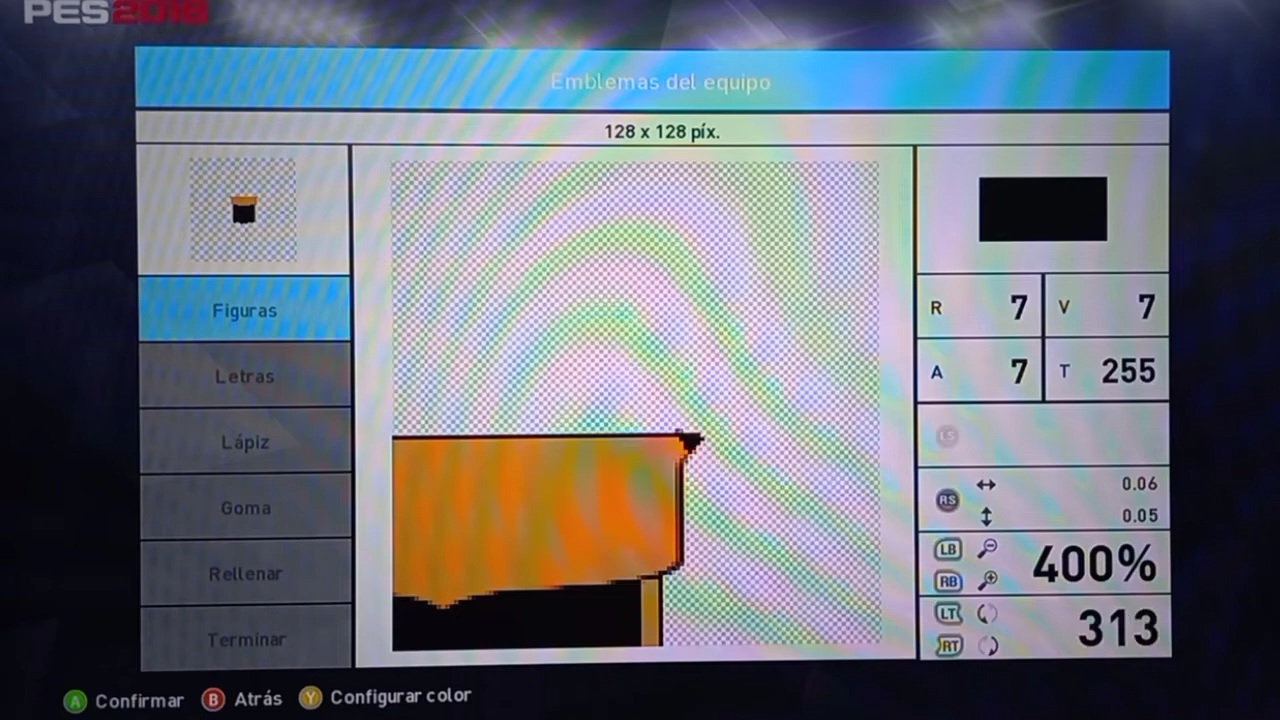 PES2018
Emblemas del equipo
128 x 128 píx.
Figuras
Letras
Lápiz
Goma
Rellenar
Terminar
R 7 V 7
A 7 T 255
LS
RS 0.06
0.05
LB 400%
RB
LT 313
RT
A Confirmar B Atrás Y Configurar color